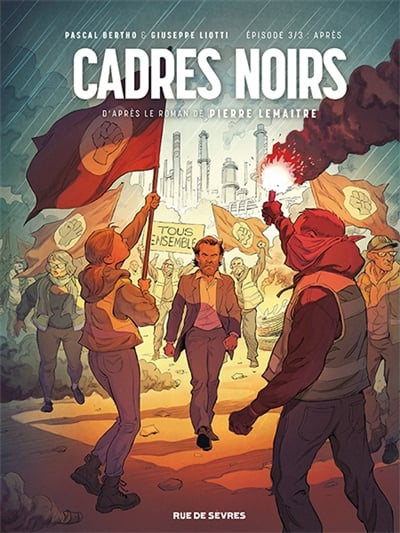 PASCAL BERTHO & GIUSEPPE LIOTTI ÉPISODE 3/3 : APRÈS
CADRES NOIRS
D'APRÈS LE ROMAN DE PIERRE LEMAITRE
TOUS
ENSEMBLE
RUE DE SEVRES